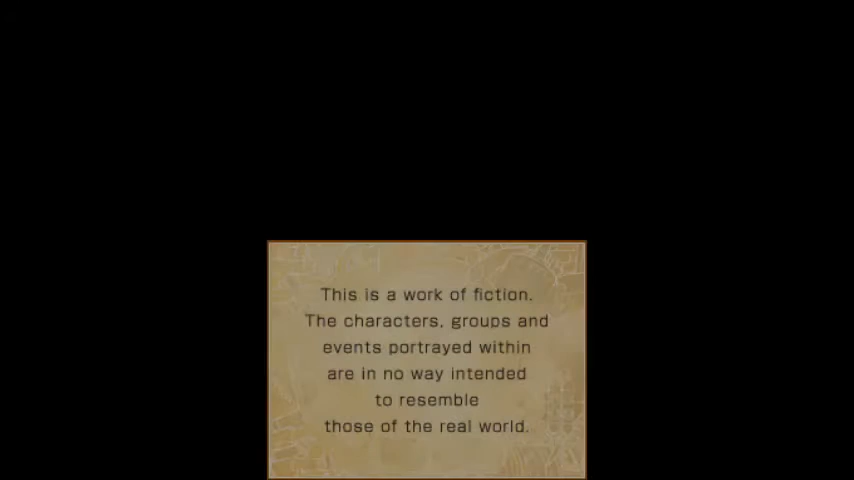 This is a work of fiction.
The characters, groups and
events portrayed within
are in no way intended
to resemble
those of the real world.